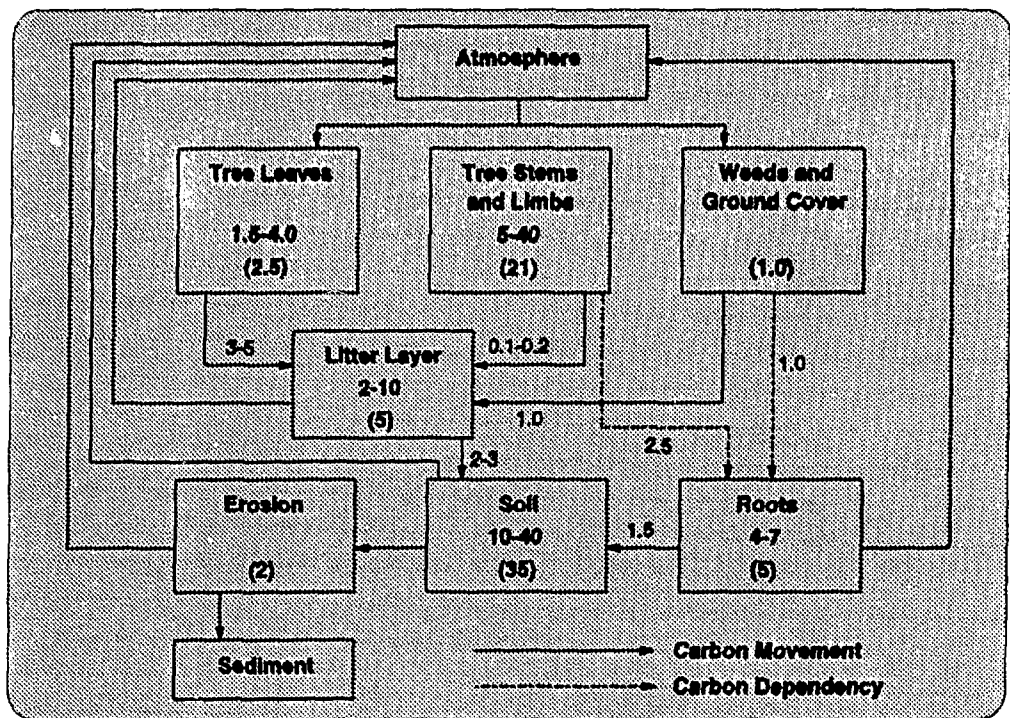 Atmosphere
Tree Leaves
1.5-4.0
(2.5)
Tree Stems
and Limbs
5-40
(21)
Weeds and
Ground Cover
(1.0)
3-5
Litter Layer
2-10
(5)
0.1-0.2
1.0
1.0
2.5
2-3
Erosion
(2)
Soil
10-40
(35)
1.5
Roots
4-7
(5)
Sediment
Carbon Movement
Carbon Dependency